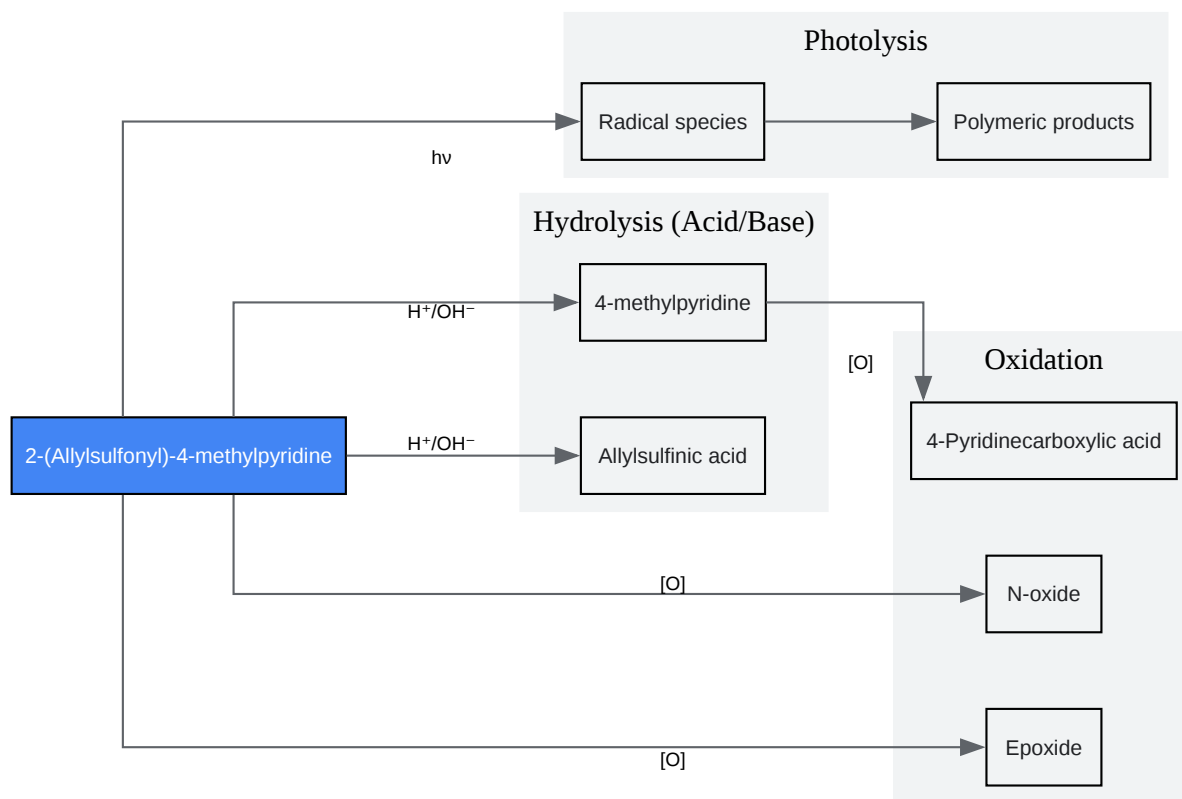 Photolysis
Radical species
Polymeric products
hν
Hydrolysis (Acid/Base)
4-methylpyridine
H⁺/OH⁻
[O]
Oxidation
4-Pyridinecarboxylic acid
2-(Allylsulfonyl)-4-methylpyridine
H⁺/OH⁻
Allylsulfinic acid
[O]
N-oxide
[O]
Epoxide